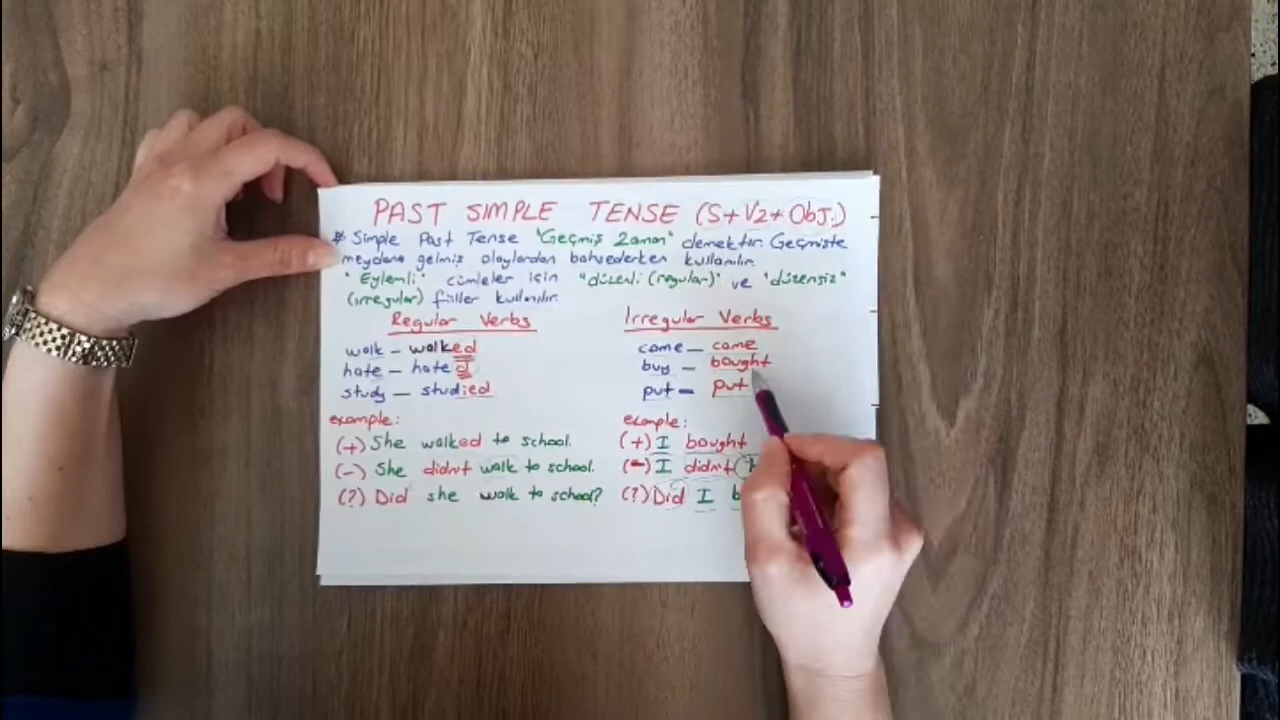 PAST SIMPLE TENSE (S+V2+Obj.)
# Simple Past Tense "Geçmiş Zaman" demektir. Geçmişte
meydana gelmiş olaylardan bahsederken kullanılır.
"Eylemli" cümleler için "düzenli (regular)" ve "düzensiz"
(irregular) fiiller kullanılır.
Regular Verbs
walk – walked
hate – hated
study – studied
example:
(+) She walked to school.
(–) She didn't walk to school.
(?) Did she walk to school?
Irregular Verbs
come – came
buy – bought
put – put
example:
(+) I bought
(–) I didn't
(?) Did I